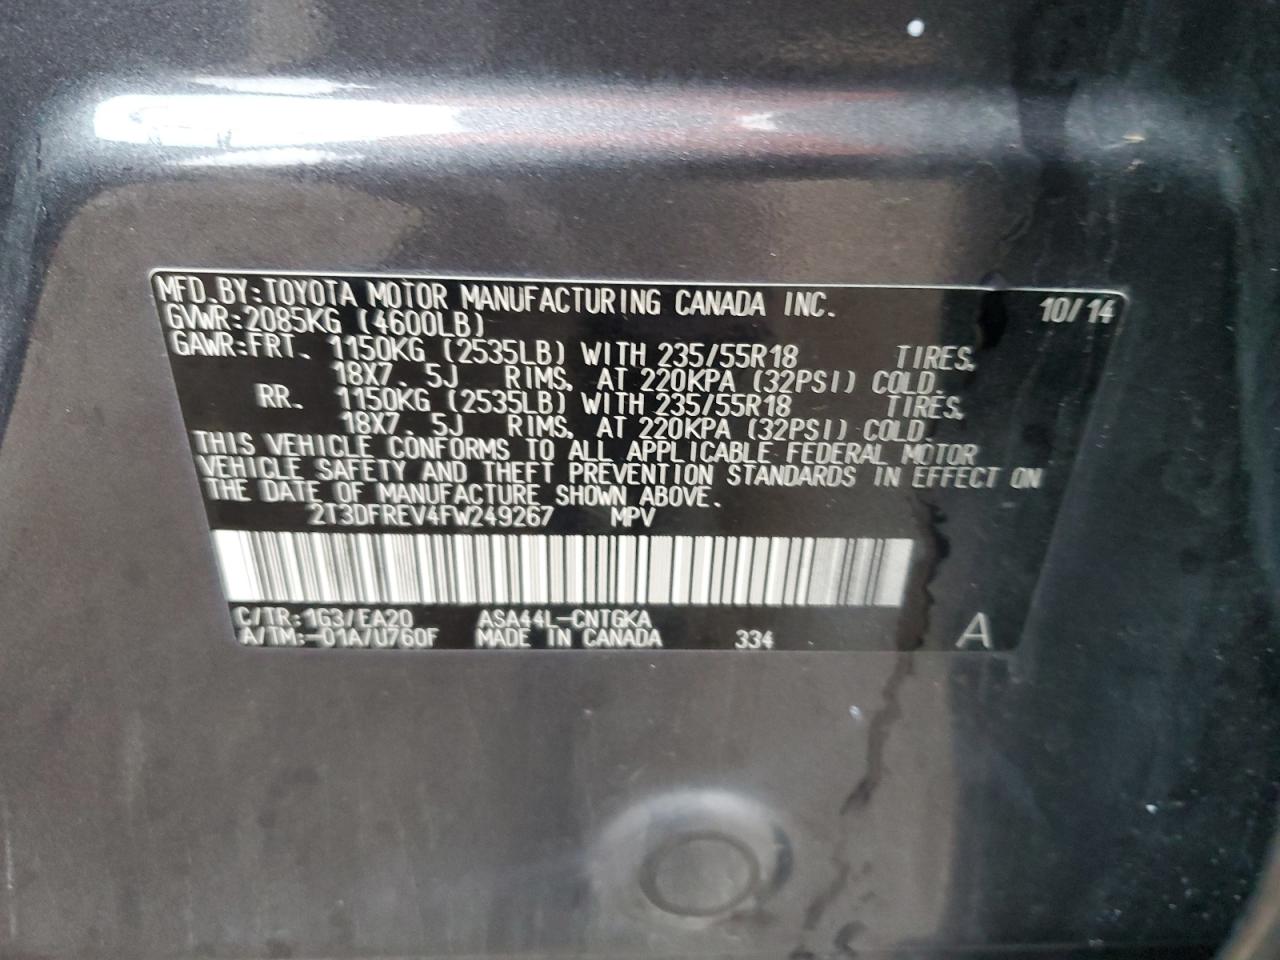 MFD. BY: TOYOTA MOTOR MANUFACTURING CANADA INC. 10/14
GVWR: 2085KG (4600LB)
GAWR: FRT. 1150KG (2535LB) WITH 235/55R18 TIRES,
18X7. 5J RIMS, AT 220KPA (32PSI) COLD.
RR. 1150KG (2535LB) WITH 235/55R18 TIRES,
18X7. 5J RIMS, AT 220KPA (32PSI) COLD.
THIS VEHICLE CONFORMS TO ALL APPLICABLE FEDERAL MOTOR
VEHICLE SAFETY AND THEFT PREVENTION STANDARDS IN EFFECT ON
THE DATE OF MANUFACTURE SHOWN ABOVE.
2T3DFREV4FW249267 MPV
C/TR: 1G3/EA20 ASA44L-CNTGKA
A/TM:-01A/U760F MADE IN CANADA 334 A